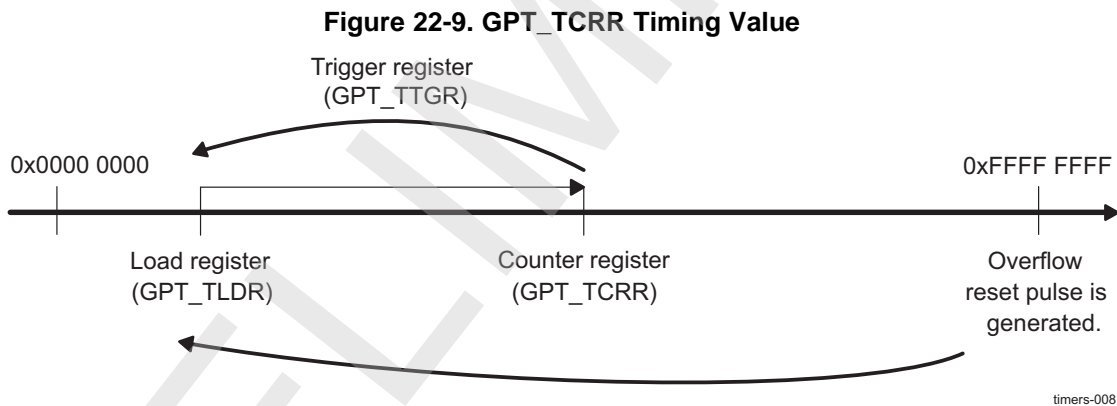 Figure 22-9. GPT_TCRR Timing Value
Trigger register
(GPT_TTGR)
0x0000 0000
0xFFFF FFFF
Load register
(GPT_TLDR)
Counter register
(GPT_TCRR)
Overflow
reset pulse is
generated.
timers-008